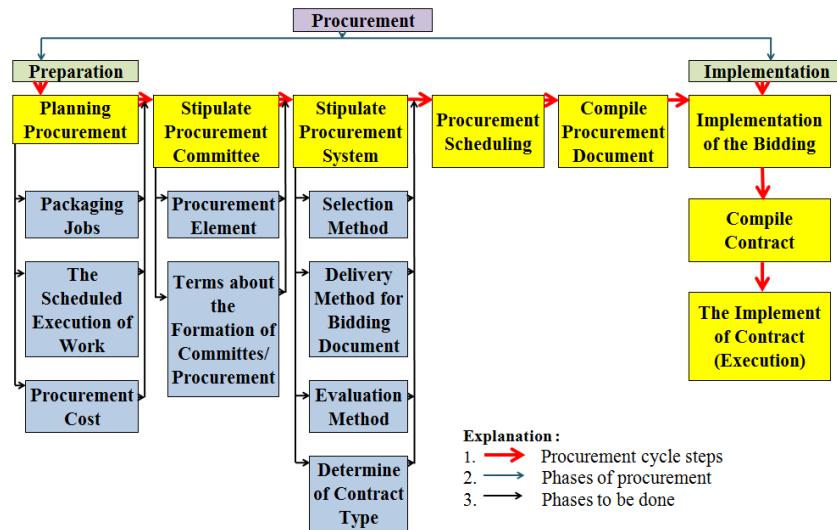 Procurement
Preparation
Implementation
Planning
Procurement
Stipulate
Procurement
Committee
Stipulate
Procurement
System
Procurement
Scheduling
Compile
Procurement
Document
Implementation
of the Bidding
Packaging
Jobs
Procurement
Element
Selection
Method
Compile
Contract
The
Scheduled
Execution of
Work
Terms about the
Formation of
Committes/
Procurement
Delivery
Method for
Bidding
Document
The Implement
of Contract
(Execution)
Procurement
Cost
Evaluation
Method
Determine
of Contract
Type
Explanation :
1. Procurement cycle steps
2. Phases of procurement
3. Phases to be done